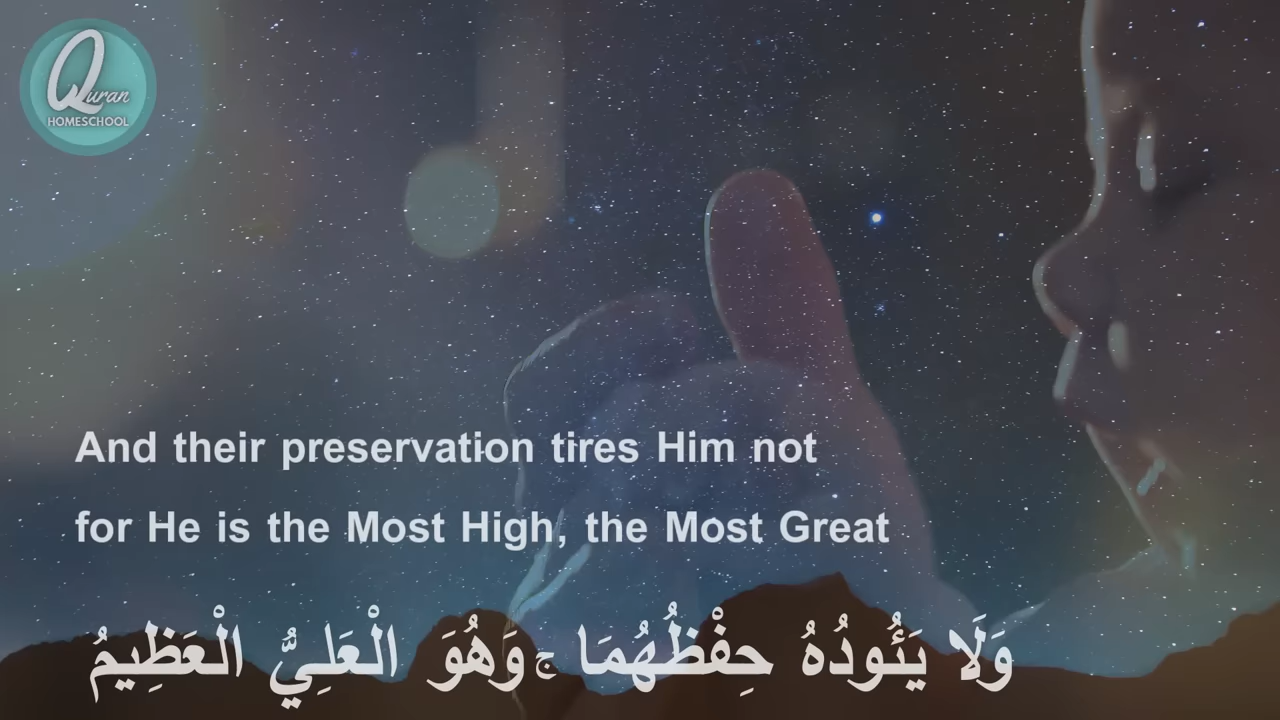 Quran
HOMESCHOOL
And their preservation tires Him not
for He is the Most High, the Most Great
وَلَا يَئُودُهُ حِفْظُهُمَا ج وَهُوَ الْعَلِيُّ الْعَظِيمُ